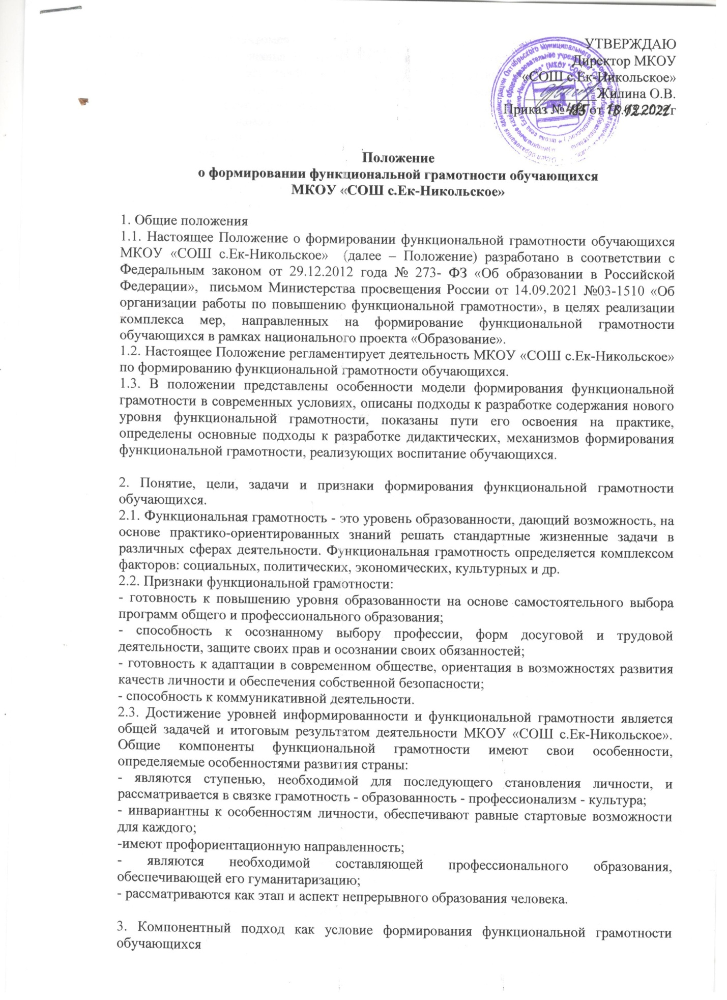 УТВЕРЖДАЮ
Директор МКОУ
«СОШ с.Ек-Никольское»
Жилина О.В.
Приказ № от г
Положение
о формировании функциональной грамотности обучающихся
МКОУ «СОШ с.Ек-Никольское»
1. Общие положения
1.1. Настоящее Положение о формировании функциональной грамотности обучающихся
МКОУ «СОШ с.Ек-Никольское» (далее – Положение) разработано в соответствии с
Федеральным законом от 29.12.2012 года № 273- ФЗ «Об образовании в Российской
Федерации», письмом Министерства просвещения России от 14.09.2021 №03-1510 «Об
организации работы по повышению функциональной грамотности», в целях реализации
комплекса мер, направленных на формирование функциональной грамотности
обучающихся в рамках национального проекта «Образование».
1.2. Настоящее Положение регламентирует деятельность МКОУ «СОШ с.Ек-Никольское»
по формированию функциональной грамотности обучающихся.
1.3. В положении представлены особенности модели формирования функциональной
грамотности в современных условиях, описаны подходы к разработке содержания нового
уровня функциональной грамотности, показаны пути его освоения на практике,
определены основные подходы к разработке дидактических, механизмов формирования
функциональной грамотности, реализующих воспитание обучающихся.
2. Понятие, цели, задачи и признаки формирования функциональной грамотности
обучающихся.
2.1. Функциональная грамотность - это уровень образованности, дающий возможность, на
основе практико-ориентированных знаний решать стандартные жизненные задачи в
различных сферах деятельности. Функциональная грамотность определяется комплексом
факторов: социальных, политических, экономических, культурных и др.
2.2. Признаки функциональной грамотности:
- готовность к повышению уровня образованности на основе самостоятельного выбора
программ общего и профессионального образования;
- способность к осознанному выбору профессии, форм досуговой и трудовой
деятельности, защите своих прав и осознании своих обязанностей;
- готовность к адаптации в современном обществе, ориентация в возможностях развития
качеств личности и обеспечения собственной безопасности;
- способность к коммуникативной деятельности.
2.3. Достижение уровней информированности и функциональной грамотности является
общей задачей и итоговым результатом деятельности МКОУ «СОШ с.Ек-Никольское».
Общие компоненты функциональной грамотности имеют свои особенности,
определяемые особенностями развития страны:
- являются ступенью, необходимой для последующего становления личности, и
рассматривается в связке грамотность - образованность - профессионализм - культура;
- инвариантны к особенностям личности, обеспечивают равные стартовые возможности
для каждого;
-имеют профориентационную направленность;
- являются необходимой составляющей профессионального образования,
обеспечивающей его гуманитаризацию;
- рассматриваются как этап и аспект непрерывного образования человека.
3. Компонентный подход как условие формирования функциональной грамотности
обучающихся